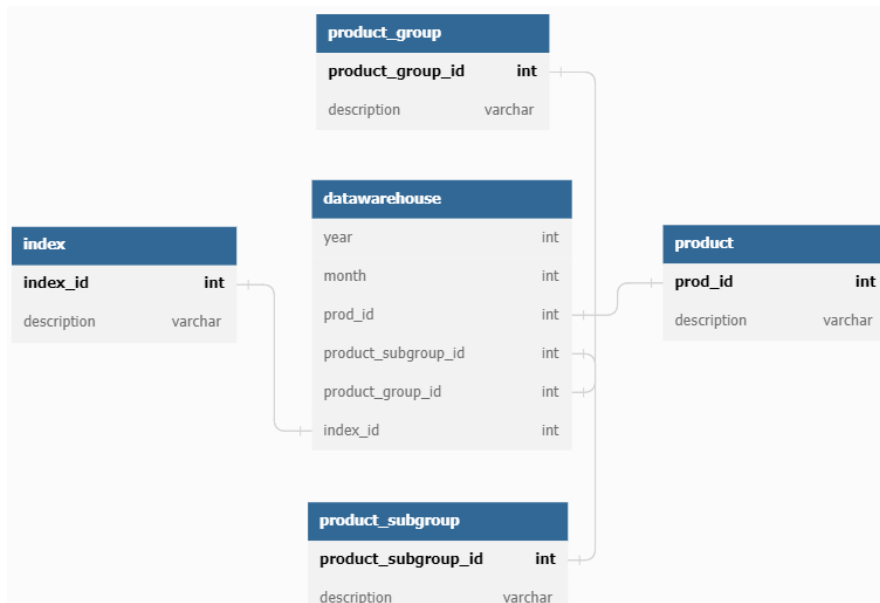 product_group
product_group_id int
description varchar
datawarehouse
year int
month int
prod_id int
product_subgroup_id int
product_group_id int
index_id int
index
index_id int
description varchar
product
prod_id int
description varchar
product_subgroup
product_subgroup_id int
description varchar